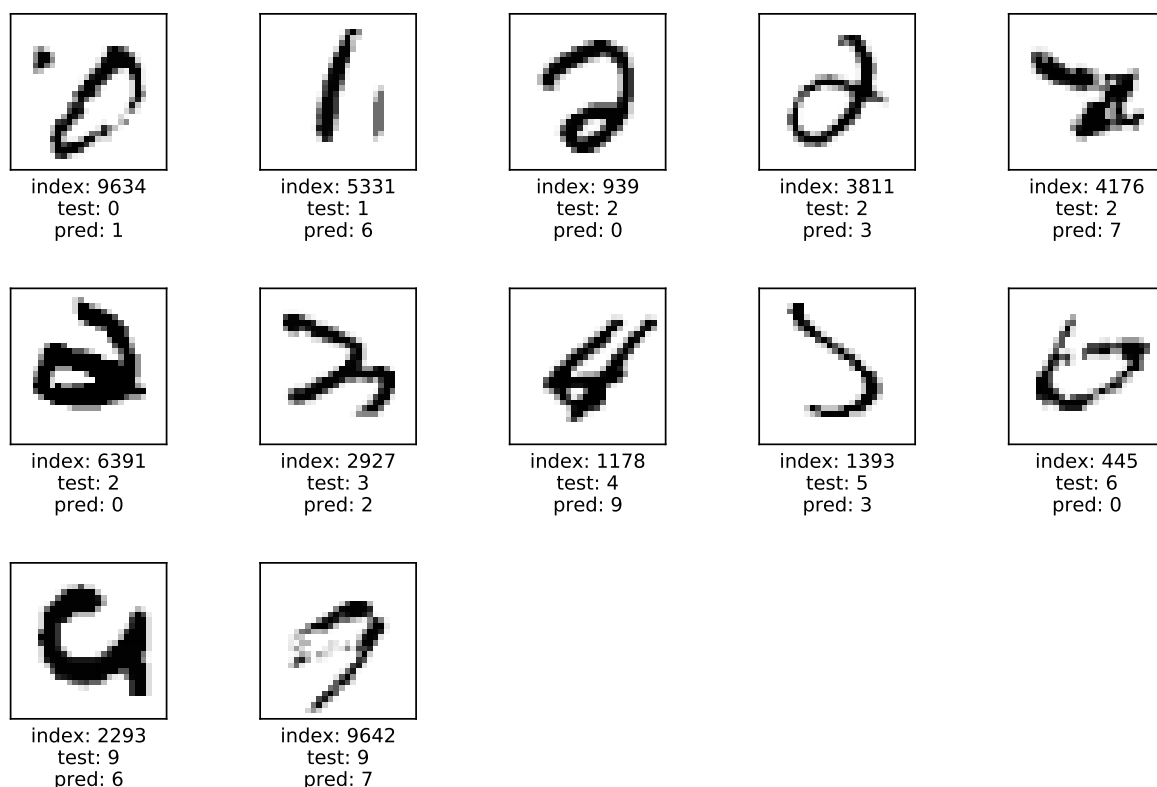 index: 9634
test: 0
pred: 1
index: 5331
test: 1
pred: 6
index: 939
test: 2
pred: 0
index: 3811
test: 2
pred: 3
index: 4176
test: 2
pred: 7
index: 6391
test: 2
pred: 0
index: 2927
test: 3
pred: 2
index: 1178
test: 4
pred: 9
index: 1393
test: 5
pred: 3
index: 445
test: 6
pred: 0
index: 2293
test: 9
pred: 6
index: 9642
test: 9
pred: 7